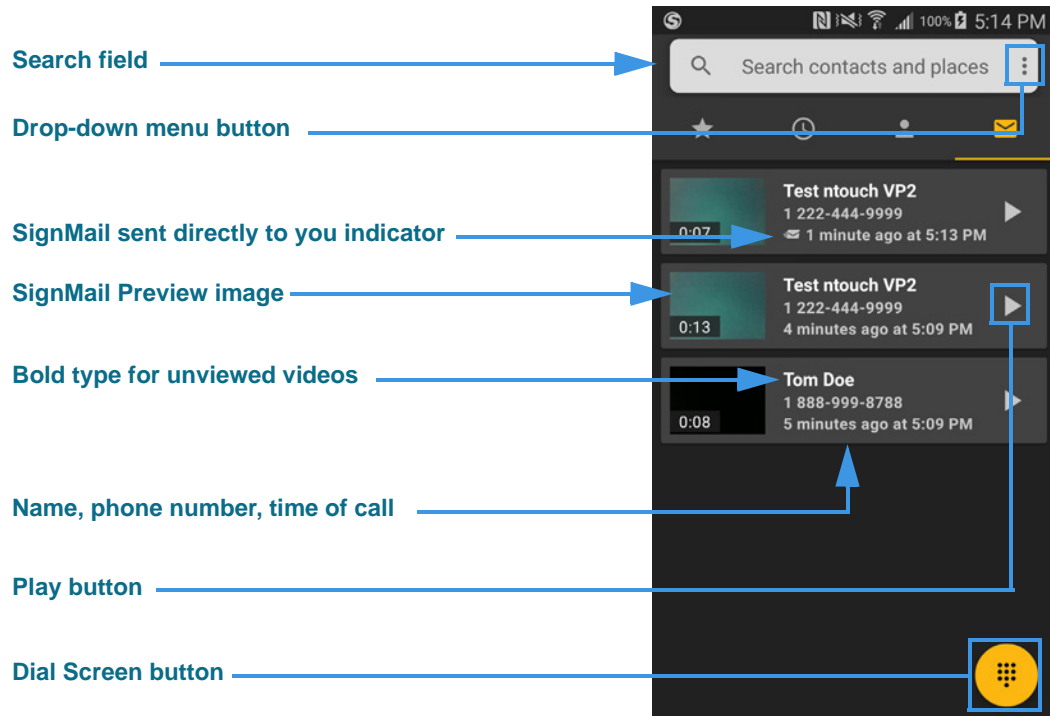 100% 5:14 PM
Search field
Search contacts and places
Drop-down menu button
Test ntouch VP2
1 222-444-9999
SignMail sent directly to you indicator
0:07
1 minute ago at 5:13 PM
SignMail Preview image
Test ntouch VP2
1 222-444-9999
0:13
4 minutes ago at 5:09 PM
Bold type for unviewed videos
Tom Doe
1 888-999-8788
0:08
5 minutes ago at 5:09 PM
Name, phone number, time of call
Play button
Dial Screen button